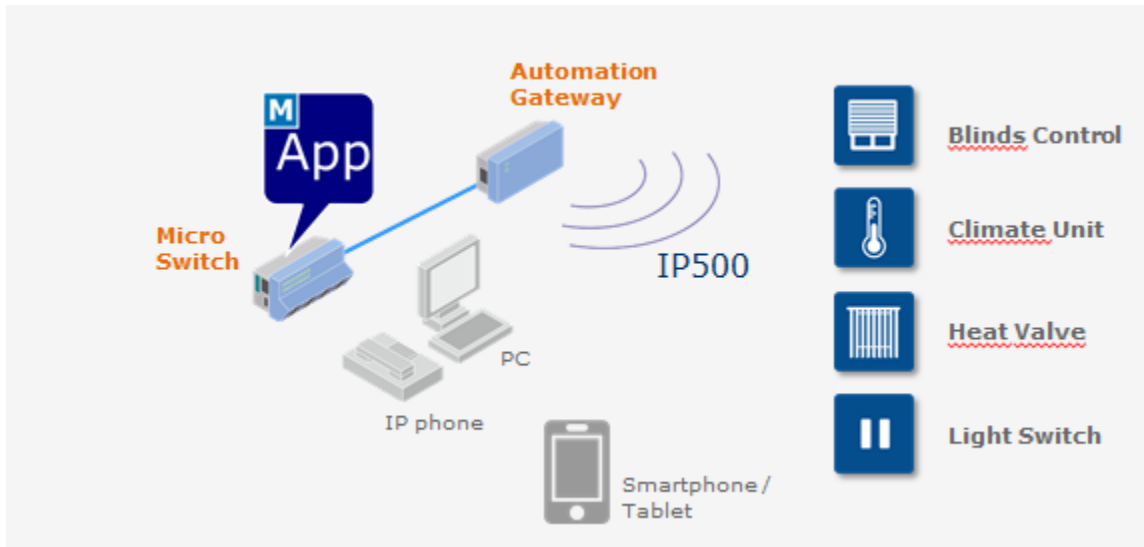 Automation
Gateway
M
App
Micro
Switch
IP500
PC
IP phone
Smartphone /
Tablet
Blinds Control
Climate Unit
Heat Valve
Light Switch